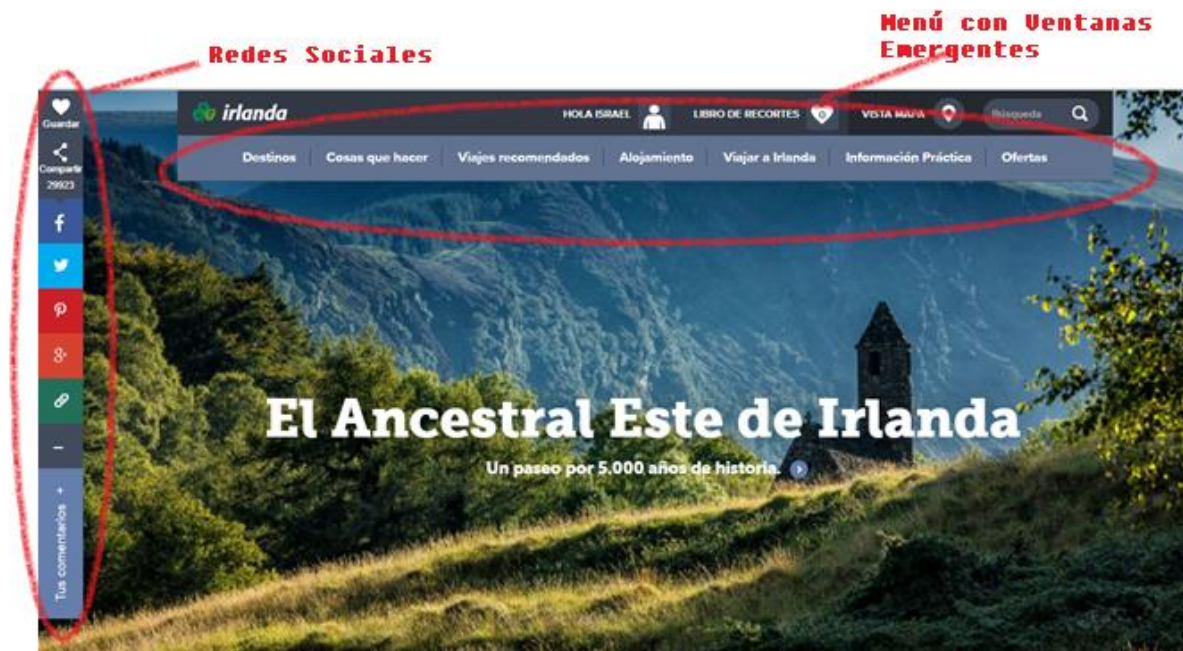 Menú con Ventanas
Emergentes
Redes Sociales
Guardar
Compartir
29923
irlanda
HOLA ISRAEL
LIBRO DE RECORTES
0
VISTA MAPA
Búsqueda
Destinos
Cosas que hacer
Viajes recomendados
Alojamiento
Viajar a Irlanda
Información Práctica
Ofertas
El Ancestral Este de Irlanda
Un paseo por 5.000 años de historia.
Tus comentarios +